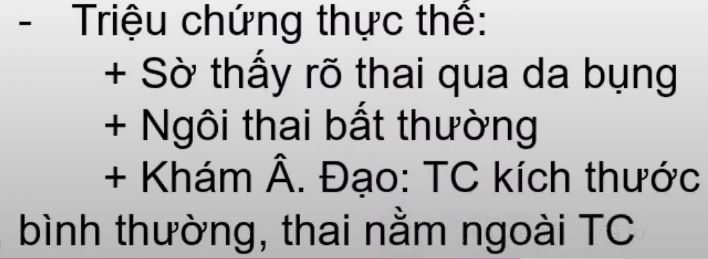 - Triệu chứng thực thể:
+ Sờ thấy rõ thai qua da bụng
+ Ngôi thai bất thường
+ Khám Â. Đạo: TC kích thước
bình thường, thai nằm ngoài TC